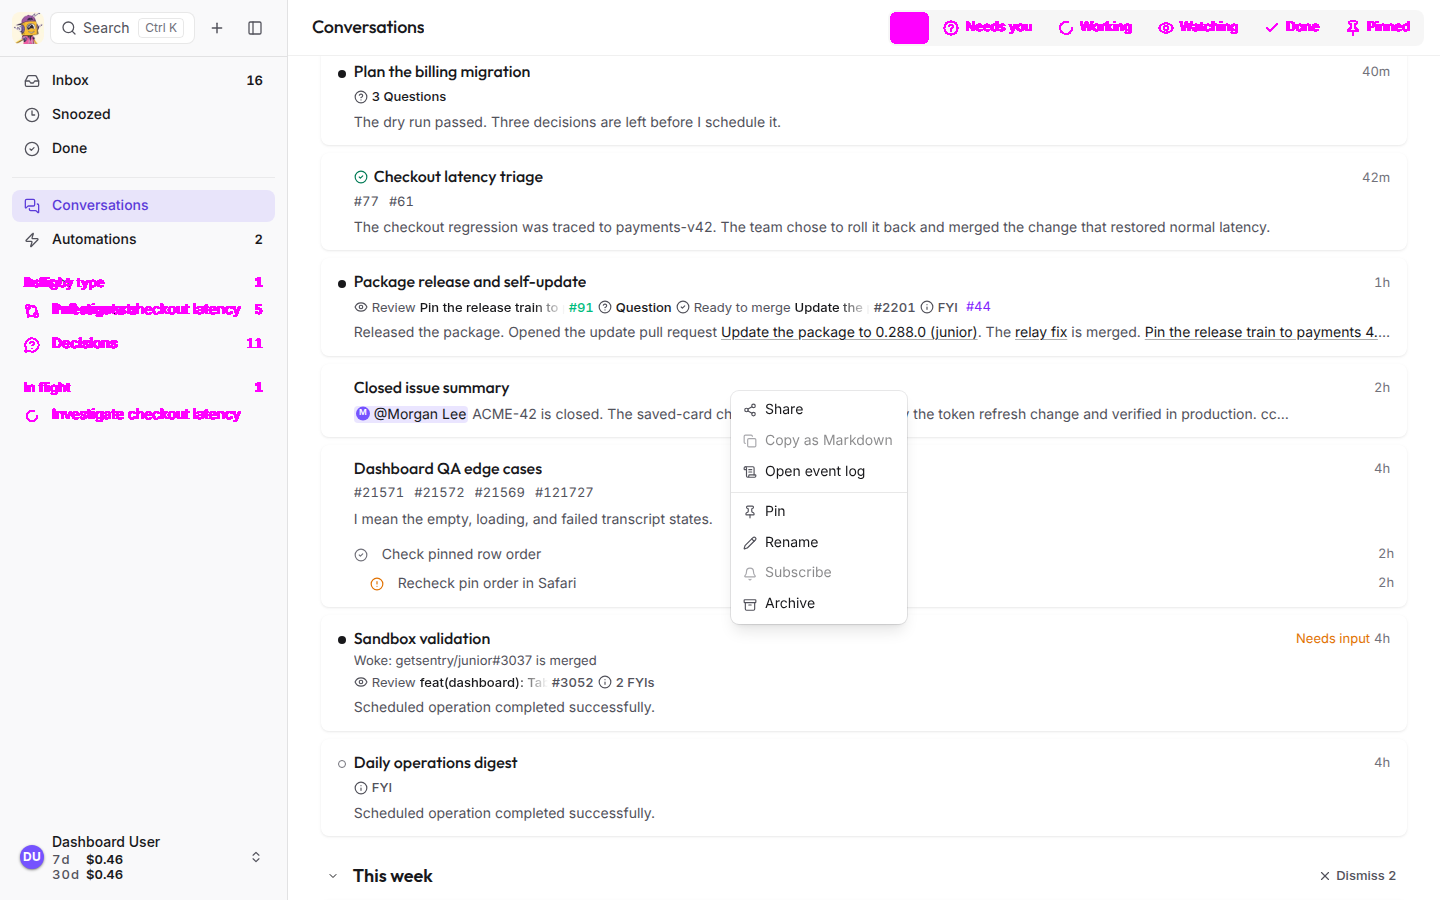 Search Ctrl K
Inbox 16
Snoozed
Done
Conversations
Automations 2
type 1
checkout latency 5
Decisions 11
In flight 1
Investigate checkout latency
Dashboard User
DU
7d $0.46
30d $0.46
Conversations
Needs you Working Watching Done Pinned
Plan the billing migration 40m
3 Questions
The dry run passed. Three decisions are left before I schedule it.
Checkout latency triage 42m
#77 #61
The checkout regression was traced to payments-v42. The team chose to roll it back and merged the change that restored normal latency.
Package release and self-update 1h
Review Pin the release train to #91 Question Ready to merge Update the #2201 FYI #44
Released the package. Opened the update pull request Update the package to 0.288.0 (junior). The relay fix is merged. Pin the release train to payments 4....
Closed issue summary 2h
M @Morgan Lee ACME-42 is closed. The saved-card ch the token refresh change and verified in production. cc...
Share
Copy as Markdown
Open event log
Pin
Rename
Subscribe
Archive
Dashboard QA edge cases 4h
#21571 #21572 #21569 #121727
I mean the empty, loading, and failed transcript states.
Check pinned row order 2h
Recheck pin order in Safari 2h
Sandbox validation Needs input 4h
Woke: getsentry/junior#3037 is merged
Review feat(dashboard): Ta #3052 2 FYIs
Scheduled operation completed successfully.
Daily operations digest 4h
FYI
Scheduled operation completed successfully.
This week Dismiss 2